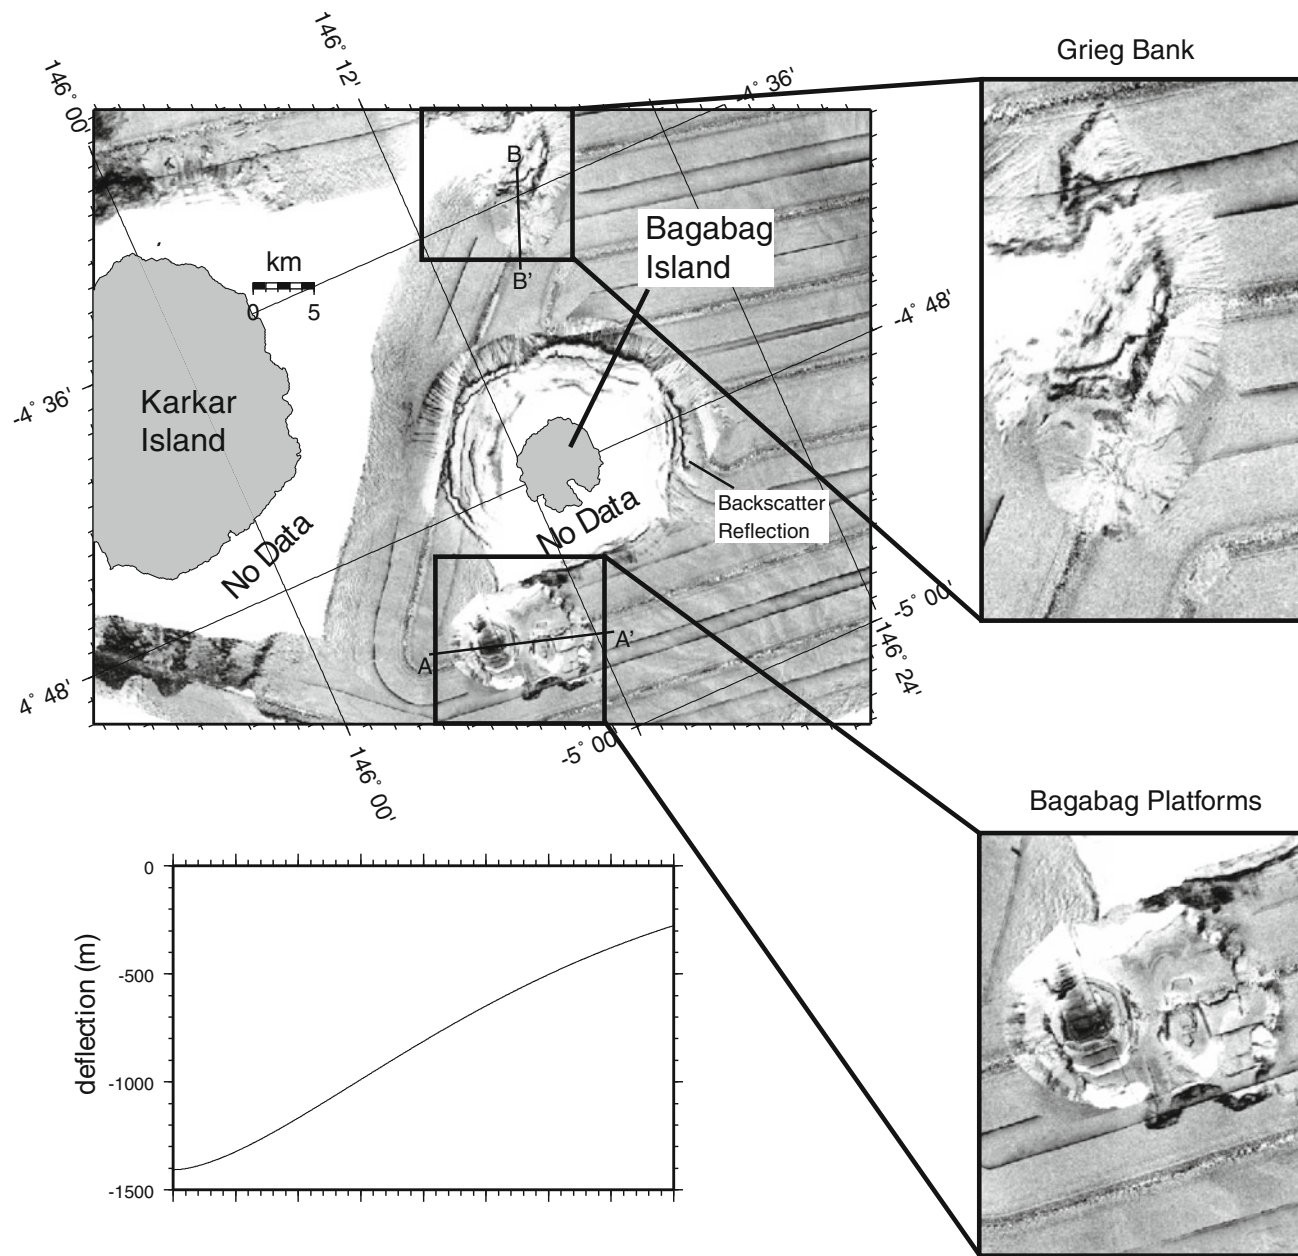 Grieg Bank
146° 12'
146° 00'
-4° 36'
B
Bagabag
Island
km
B'
0
5
-4° 48'
Karkar
Island
-4° 36'
Backscatter
Reflection
No Data
No Data
-5° 00'
A'
A
146° 24'
4° 48'
-5° 00'
146° 00'
Bagabag Platforms
0
-500
-1000
-1500
deflection (m)